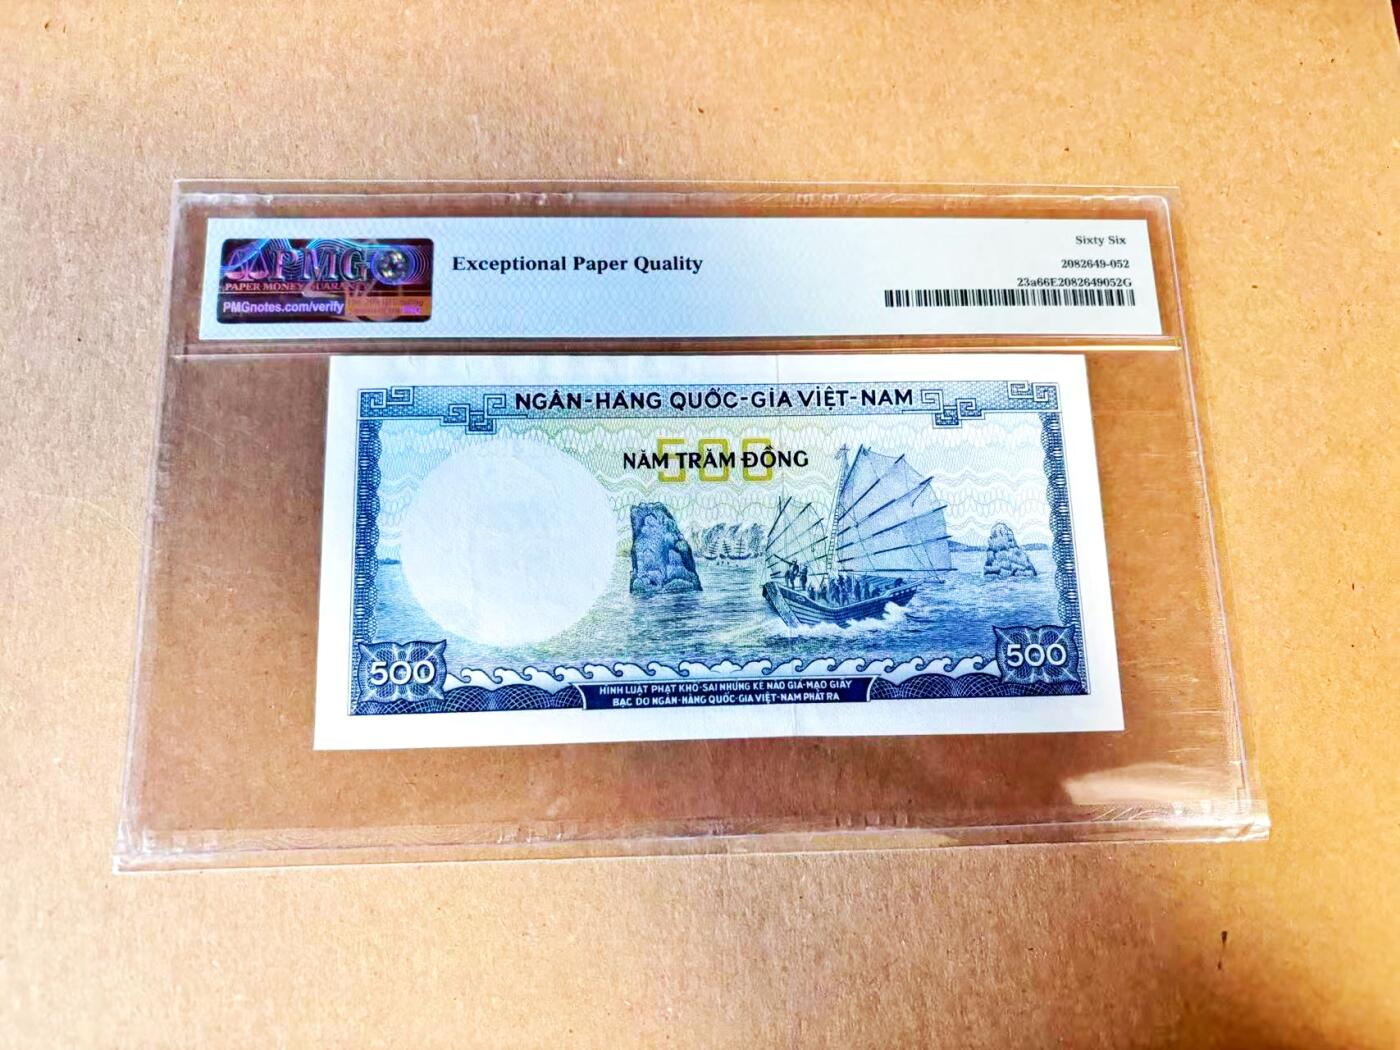 PMG
PAPER MONEY GUARANTY
PMGnotes.com/verify
Exceptional Paper Quality
Sixty Six
2082649-052
23a66E2082649052G
NGÂN-HÀNG QUỐC-GIA VIỆT-NAM
500
NĂM TRĂM ĐỒNG
500
500
HÌNH LUẬT PHẠT KHỔ-SAI NHỮNG KẺ NÀO GIẢ-MẠO GIẤY
BẠC DO NGÂN-HÀNG QUỐC-GIA VIỆT-NAM PHÁT RA